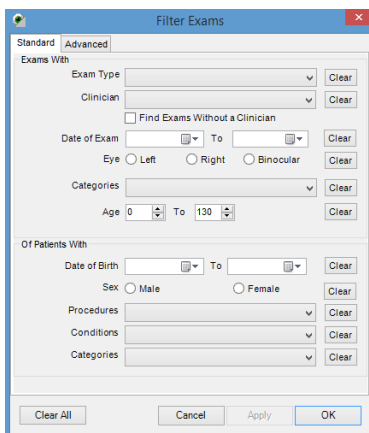 Filter Exams
Standard Advanced
Exams With
Exam Type Clear
Clinician Clear
Find Exams Without a Clinician
Date of Exam To Clear
Eye Left Right Binocular Clear
Categories Clear
Age 0 To 130 Clear
Of Patients With
Date of Birth To Clear
Sex Male Female Clear
Procedures Clear
Conditions Clear
Categories Clear
Clear All Cancel Apply OK